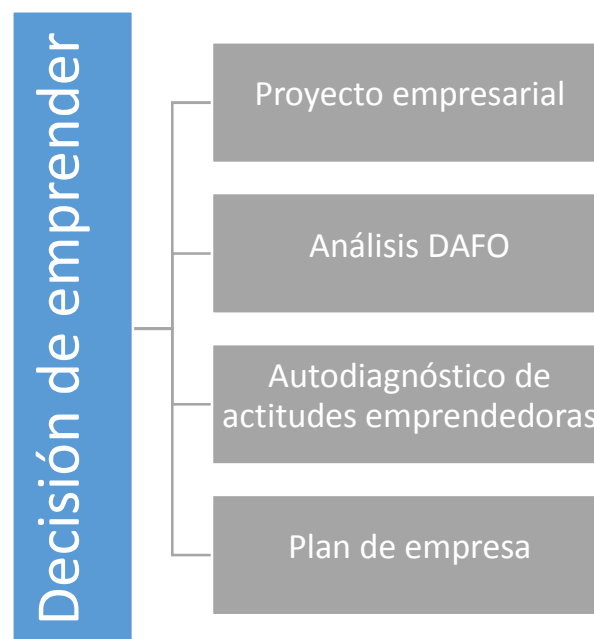 Decisión de emprender
Proyecto empresarial
Análisis DAFO
Autodiagnóstico de
actitudes emprendedoras
Plan de empresa